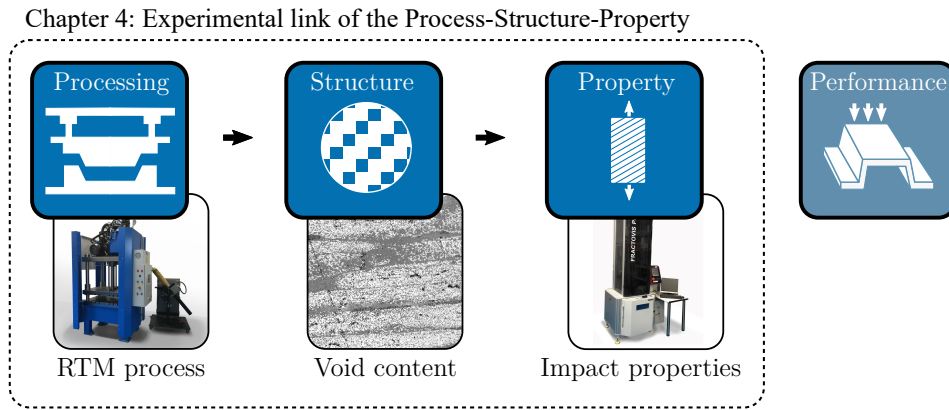 Chapter 4: Experimental link of the Process-Structure-Property
Processing
Structure
Property
Performance
FRACTOVIS P
RTM process
Void content
Impact properties